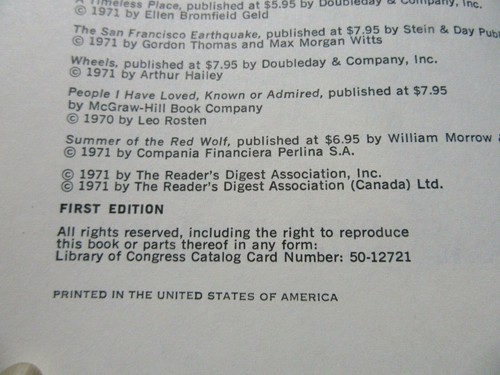 A Timeless Place, published at $5.95 by Doubleday & Company, Inc.
© 1971 by Ellen Bromfield Geld
The San Francisco Earthquake, published at $7.95 by Stein & Day Pub
© 1971 by Gordon Thomas and Max Morgan Witts
Wheels, published at $7.95 by Doubleday & Company, Inc.
© 1971 by Arthur Hailey
People I Have Loved, Known or Admired, published at $7.95
by McGraw-Hill Book Company
© 1970 by Leo Rosten
Summer of the Red Wolf, published at $6.95 by William Morrow &
© 1971 by Compania Financiera Perlina S.A.
© 1971 by The Reader's Digest Association, Inc.
© 1971 by The Reader's Digest Association (Canada) Ltd.
FIRST EDITION
All rights reserved, including the right to reproduce
this book or parts thereof in any form:
Library of Congress Catalog Card Number: 50-12721
PRINTED IN THE UNITED STATES OF AMERICA